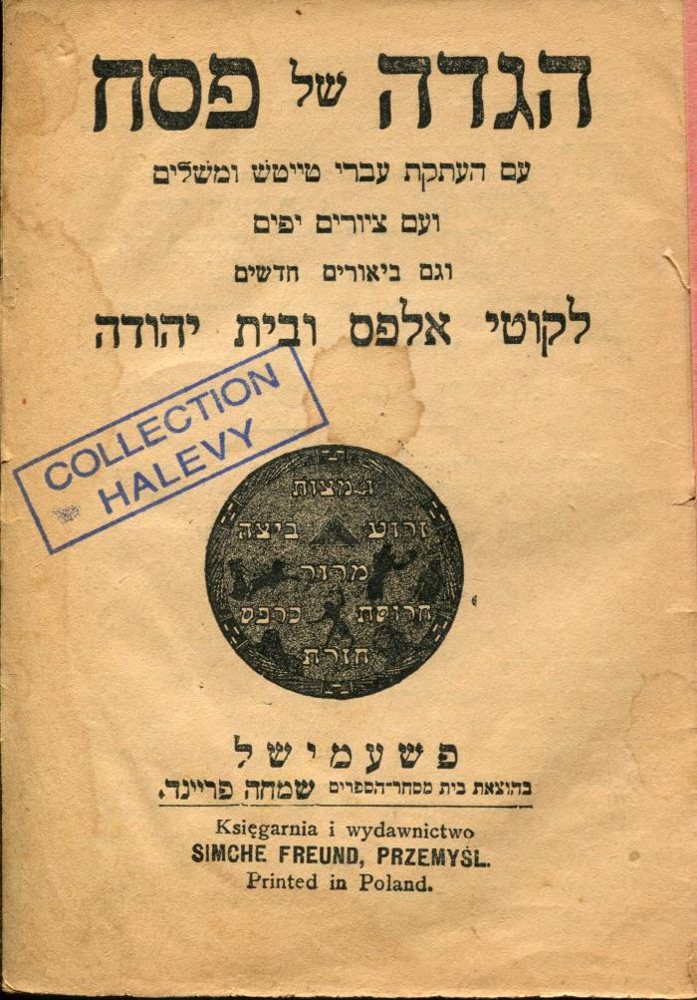 הגדה של פסח
עם העתקת עברי טייטש ומשלים
ועם ציורים יפים
וגם ביאורים חדשים
לקוטי אלפס ובית יהודה
COLLECTION
HALEVY
ג מצות
זרוע ביצה
מרור
חרוסת כרפס
חזרת
פשעמישל
בהוצאת בית מסחר־הספרים שמחה פריינד.
Księgarnia i wydawnictwo
SIMCHE FREUND, PRZEMYŚL.
Printed in Poland.